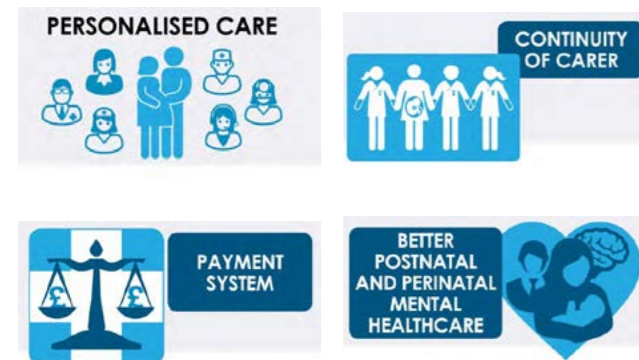 PERSONALISED CARE
CONTINUITY
OF CARER
£ £
PAYMENT
SYSTEM
BETTER
POSTNATAL
AND PERINATAL
MENTAL
HEALTHCARE